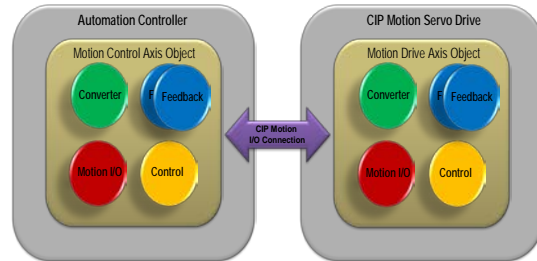 Automation Controller
Motion Control Axis Object
Converter
F
Feedback
Motion I/O
Control
CIP Motion
I/O Connection
CIP Motion Servo Drive
Motion Drive Axis Object
Converter
F
Feedback
Motion I/O
Control